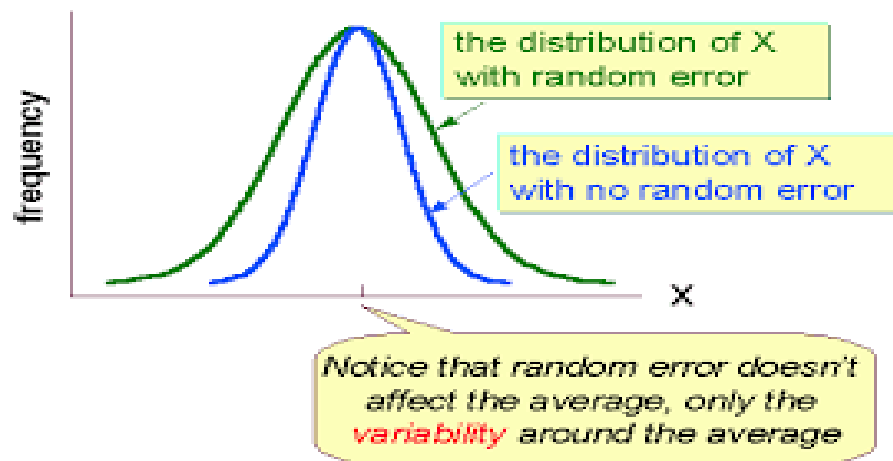 the distribution of X
with random error
the distribution of X
with no random error
frequency
X
Notice that random error doesn't
affect the average, only the
variability around the average